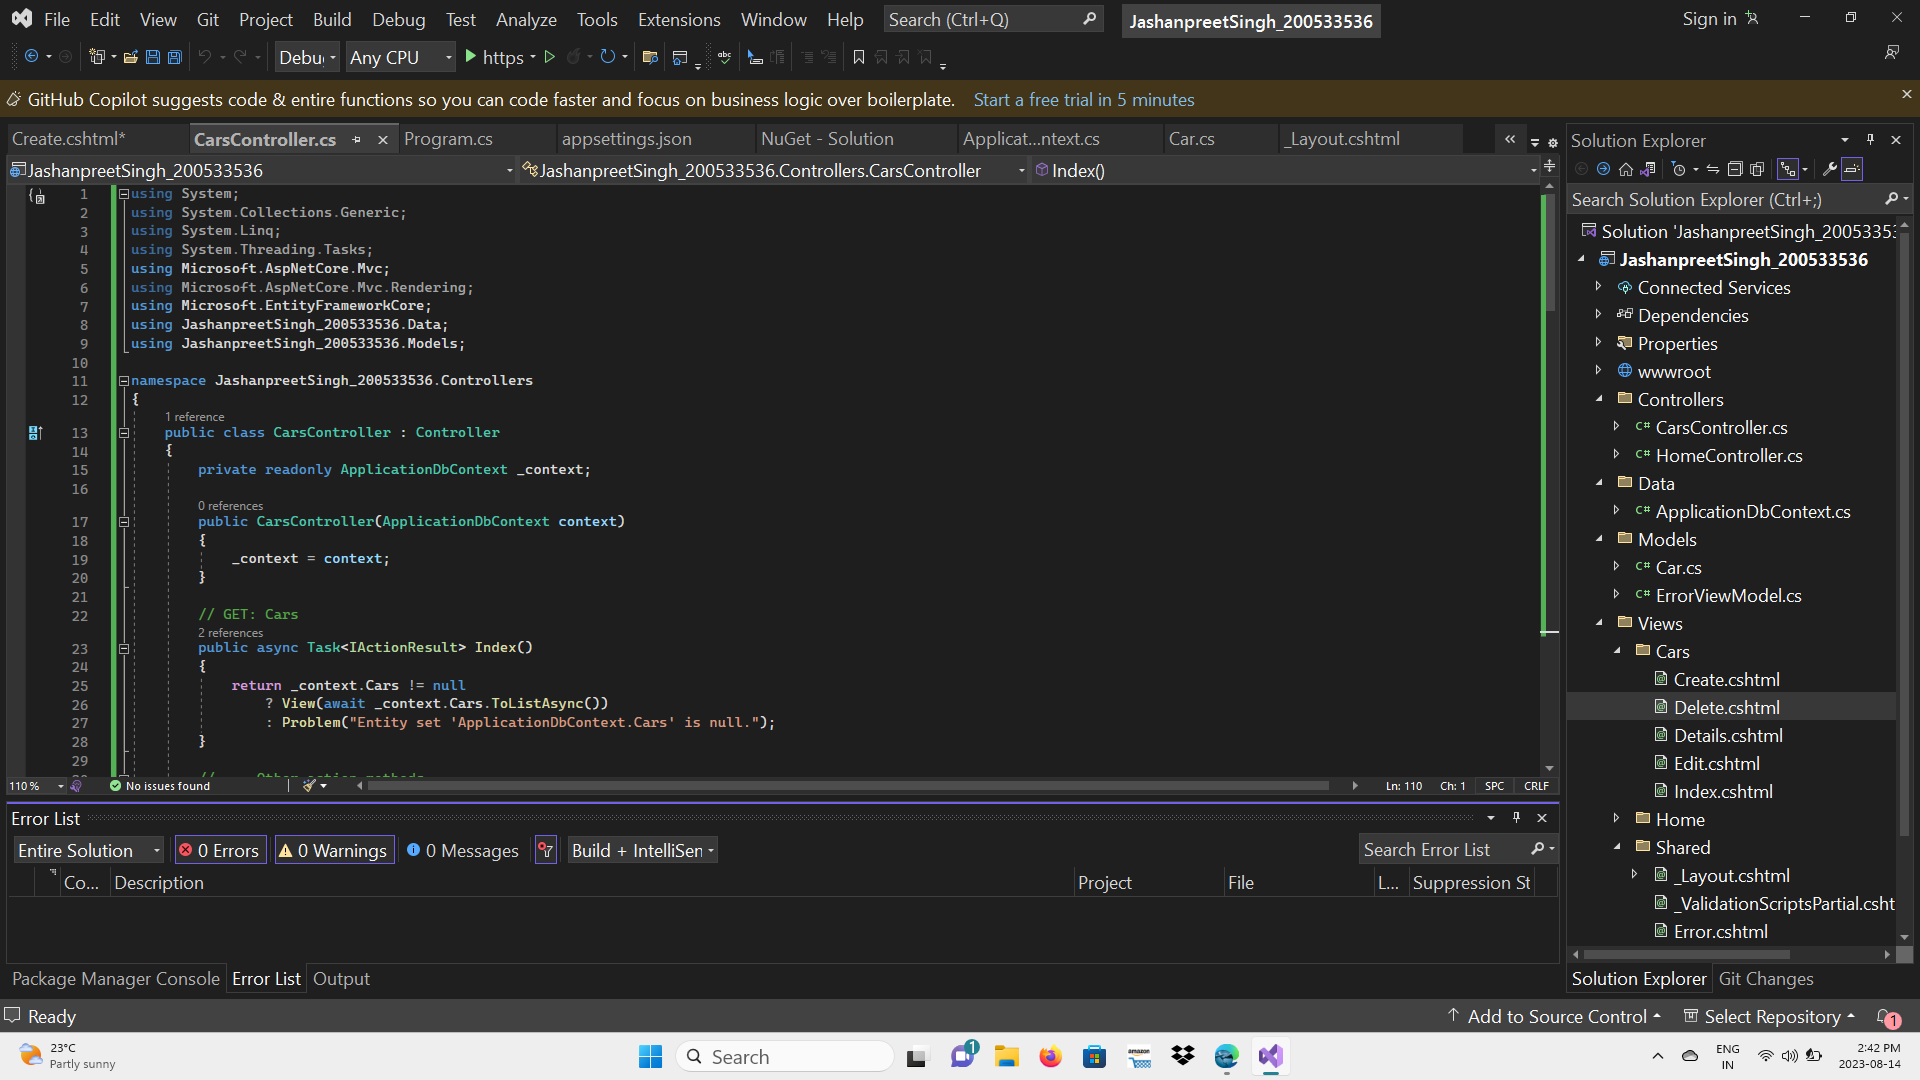 File Edit View Git Project Build Debug Test Analyze Tools Extensions Window Help Search (Ctrl+Q) JashanpreetSingh_200533536 Sign in
Debu Any CPU https
GitHub Copilot suggests code & entire functions so you can code faster and focus on business logic over boilerplate. Start a free trial in 5 minutes
Create.cshtml* CarsController.cs Program.cs appsettings.json NuGet - Solution Applicat...ntext.cs Car.cs _Layout.cshtml
JashanpreetSingh_200533536 JashanpreetSingh_200533536.Controllers.CarsController Index()
1 using System;
2 using System.Collections.Generic;
3 using System.Linq;
4 using System.Threading.Tasks;
5 using Microsoft.AspNetCore.Mvc;
6 using Microsoft.AspNetCore.Mvc.Rendering;
7 using Microsoft.EntityFrameworkCore;
8 using JashanpreetSingh_200533536.Data;
9 using JashanpreetSingh_200533536.Models;
10
11 namespace JashanpreetSingh_200533536.Controllers
12 {
1 reference
13 public class CarsController : Controller
14 {
15 private readonly ApplicationDbContext _context;
16
0 references
17 public CarsController(ApplicationDbContext context)
18 {
19 _context = context;
20 }
21
22 // GET: Cars
2 references
23 public async Task<IActionResult> Index()
24 {
25 return _context.Cars != null
26 ? View(await _context.Cars.ToListAsync())
27 : Problem("Entity set 'ApplicationDbContext.Cars' is null.");
28 }
29
110 % No issues found Ln: 110 Ch: 1 SPC CRLF
Error List
Entire Solution 0 Errors 0 Warnings 0 Messages Build + IntelliSen Search Error List
Co... Description Project File L... Suppression St
Package Manager Console Error List Output
Solution Explorer
Search Solution Explorer (Ctrl+;)
Solution 'JashanpreetSingh_20053353
JashanpreetSingh_200533536
Connected Services
Dependencies
Properties
wwwroot
Controllers
C# CarsController.cs
C# HomeController.cs
Data
C# ApplicationDbContext.cs
Models
C# Car.cs
C# ErrorViewModel.cs
Views
Cars
Create.cshtml
Delete.cshtml
Details.cshtml
Edit.cshtml
Index.cshtml
Home
Shared
_Layout.cshtml
_ValidationScriptsPartial.csht
Error.cshtml
Solution Explorer Git Changes
Ready Add to Source Control Select Repository 1
23°C
Partly sunny
Search
1
amazon
ENG
IN
2:42 PM
2023-08-14